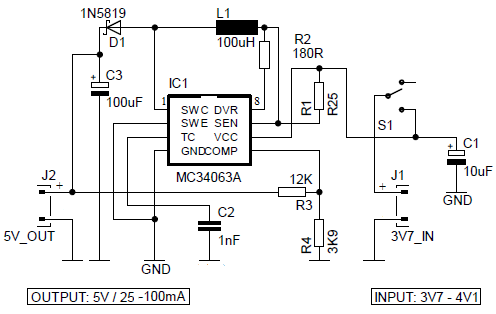 1N5819
D1
L1
100uH
R2
180R
C3
100uF
IC1
1
8
SWC DVR
SWE SEN
TC VCC
GND COMP
MC34063A
R1
R25
S1
C1
10uF
GND
J2
+
5V_OUT
12K
R3
C2
1nF
R4
3K9
J1
+
3V7_IN
GND
OUTPUT: 5V / 25 -100mA
INPUT: 3V7 - 4V1